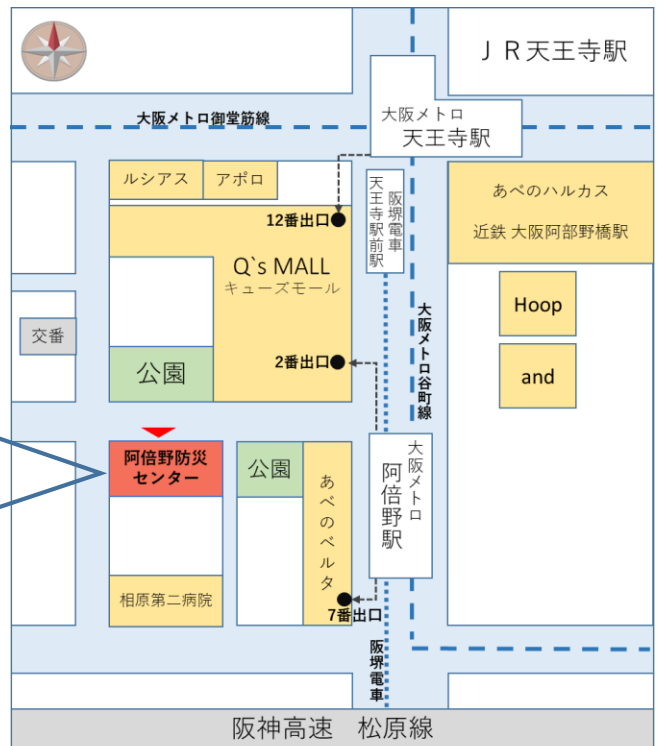 ＪＲ天王寺駅
大阪メトロ御堂筋線
大阪メトロ
天王寺駅
ルシアス
アポロ
阪堺電車
天王寺駅前駅
あべのハルカス
近鉄 大阪阿部野橋駅
12番出口
Q`s MALL
キューズモール
Hoop
大阪メトロ谷町線
交番
2番出口
公園
and
阿倍野防災
センター
公園
あべのベルタ
大阪メトロ
阿倍野駅
相原第二病院
7番出口
阪堺電車
阪神高速　松原線